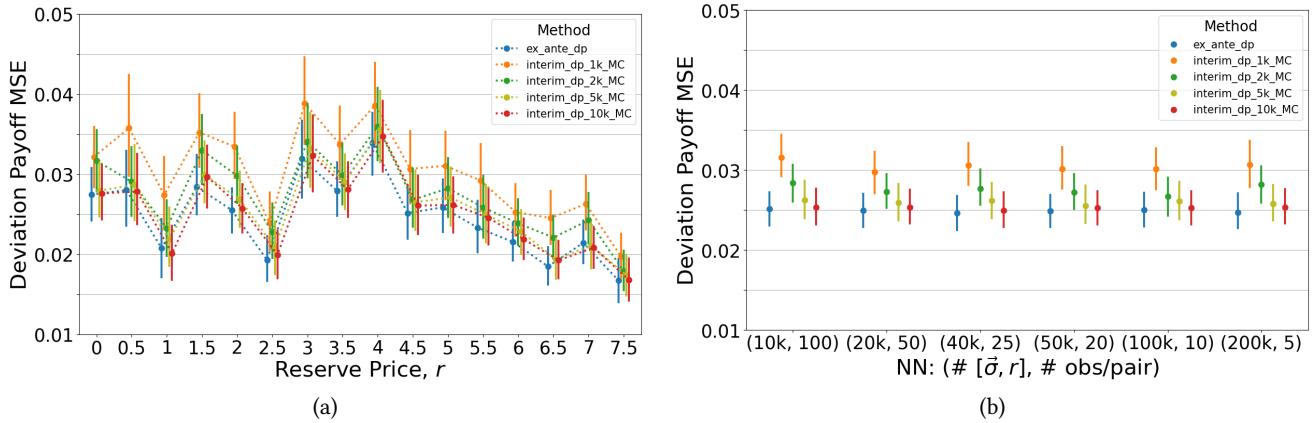 0.05
0.04
0.03
0.02
0.01
Deviation Payoff MSE
Method
ex_ante_dp
interim_dp_1k_MC
interim_dp_2k_MC
interim_dp_5k_MC
interim_dp_10k_MC
0 0.5 1 1.5 2 2.5 3 3.5 4 4.5 5 5.5 6 6.5 7 7.5
Reserve Price, r
(a)
0.05
0.04
0.03
0.02
0.01
Deviation Payoff MSE
Method
ex_ante_dp
interim_dp_1k_MC
interim_dp_2k_MC
interim_dp_5k_MC
interim_dp_10k_MC
(10k, 100) (20k, 50) (40k, 25) (50k, 20) (100k, 10) (200k, 5)
NN: (# [σ⃗, r], # obs/pair)
(b)